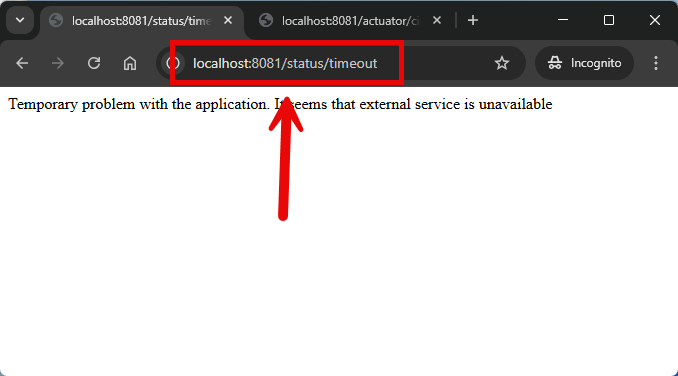 localhost:8081/status/time
localhost:8081/actuator/ci
localhost:8081/status/timeout
Incognito
Temporary problem with the application. It seems that external service is unavailable